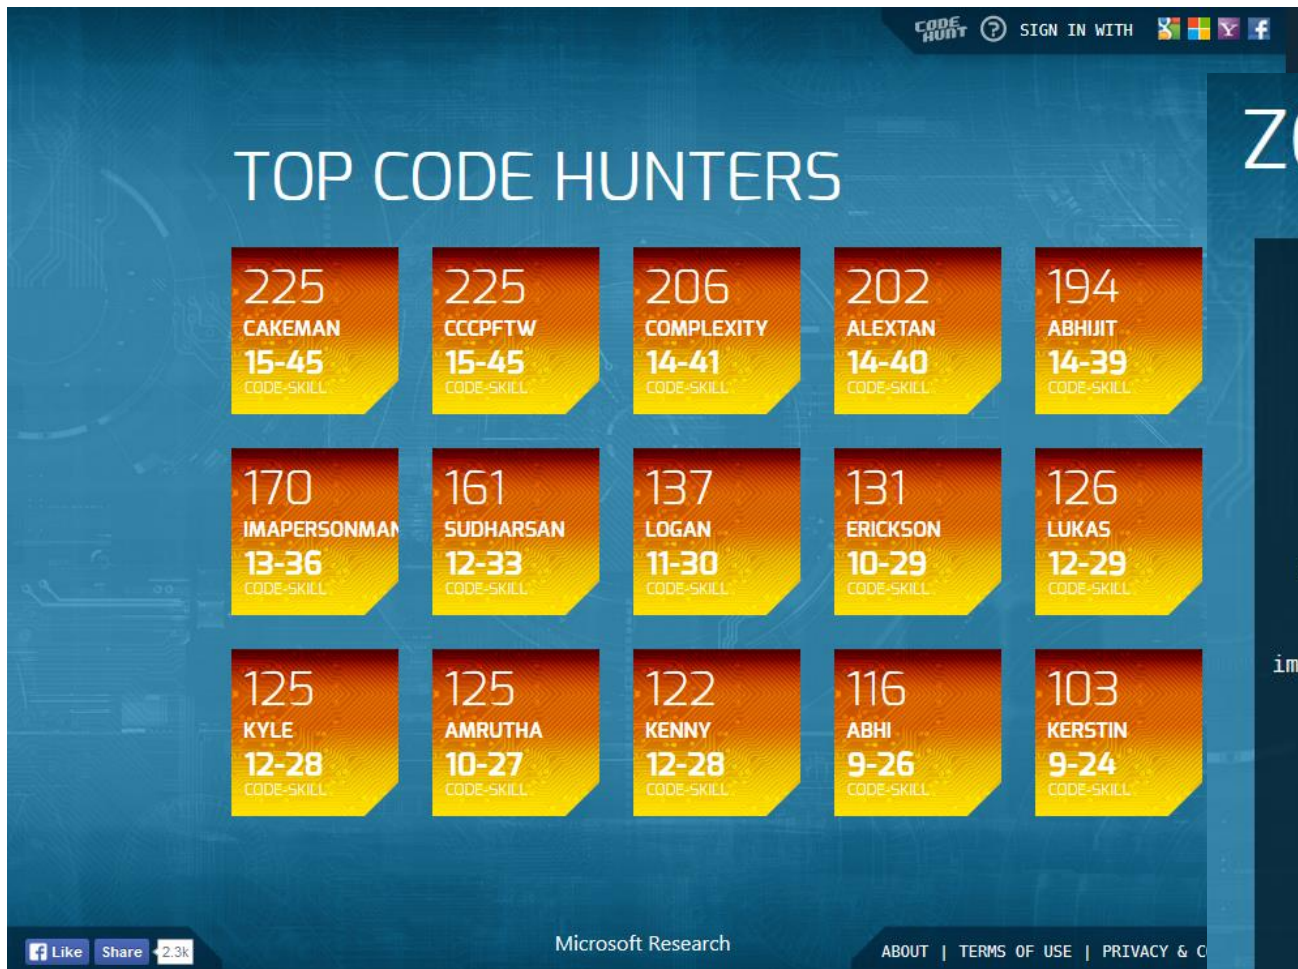 CODE HUNT ? SIGN IN WITH
TOP CODE HUNTERS
225
CAKEMAN
15-45
CODE-SKILL
225
CCCPFTW
15-45
CODE-SKILL
206
COMPLEXITY
14-41
CODE-SKILL
202
ALEXTAN
14-40
CODE-SKILL
194
ABHIJIT
14-39
CODE-SKILL
170
IMAPERSONMAN
13-36
CODE-SKILL
161
SUDHARSAN
12-33
CODE-SKILL
137
LOGAN
11-30
CODE-SKILL
131
ERICKSON
10-29
CODE-SKILL
126
LUKAS
12-29
CODE-SKILL
125
KYLE
12-28
CODE-SKILL
125
AMRUTHA
10-27
CODE-SKILL
122
KENNY
12-28
CODE-SKILL
116
ABHI
9-26
CODE-SKILL
103
KERSTIN
9-24
CODE-SKILL
im
Like Share 2.3k
Microsoft Research
ABOUT | TERMS OF USE | PRIVACY & C